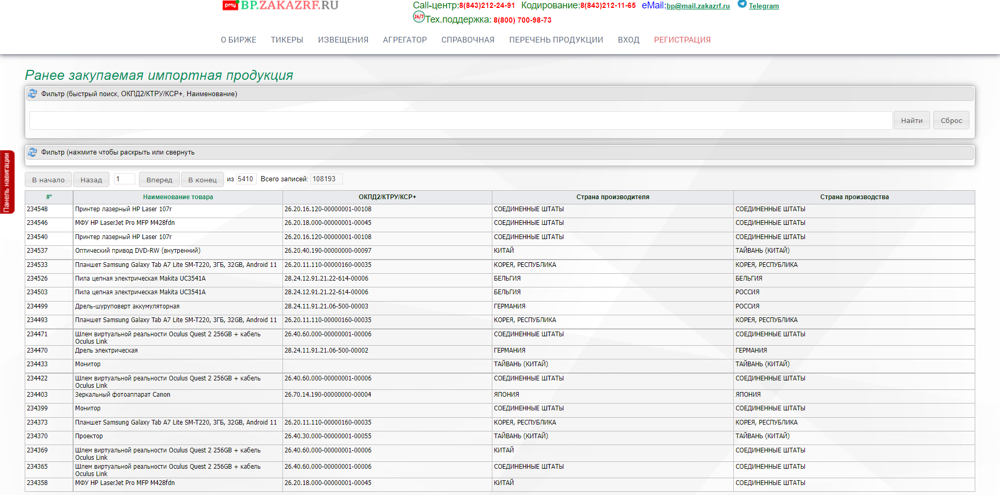 РМЦ BP.ZAKAZRF.RU
Call-центр:8(843)212-24-91 Кодирование:8(843)212-11-65 eMail:bp@mail.zakazrf.ru Telegram
24/7 Тех.поддержка: 8(800) 700-98-73
О БИРЖЕ ТИКЕРЫ ИЗВЕЩЕНИЯ АГРЕГАТОР СПРАВОЧНАЯ ПЕРЕЧЕНЬ ПРОДУКЦИИ ВХОД РЕГИСТРАЦИЯ
Ранее закупаемая импортная продукция
Фильтр (быстрый поиск, ОКПД2/КТРУ/КСР+, Наименование)
Найти Сброс
Фильтр (нажмите чтобы раскрыть или свернуть
Панель навигации
В начало Назад 1 Вперед В конец из 5410 Всего записей: 108193
#* Наименование товара ОКПД2/КТРУ/КСР+ Страна производителя Страна производства
234548 Принтер лазерный HP Laser 107r 26.20.16.120-00000001-00108 СОЕДИНЕННЫЕ ШТАТЫ СОЕДИНЕННЫЕ ШТАТЫ
234546 МФУ HP LaserJet Pro MFP M428fdn 26.20.18.000-00000001-00045 СОЕДИНЕННЫЕ ШТАТЫ СОЕДИНЕННЫЕ ШТАТЫ
234540 Принтер лазерный HP Laser 107r 26.20.16.120-00000001-00108 СОЕДИНЕННЫЕ ШТАТЫ СОЕДИНЕННЫЕ ШТАТЫ
234537 Оптический привод DVD-RW (внутренний) 26.20.40.190-00000000-00097 КИТАЙ ТАЙВАНЬ (КИТАЙ)
234533 Планшет Samsung Galaxy Tab A7 Lite SM-T220, 3ГБ, 32GB, Android 11 26.20.11.110-00000160-00035 КОРЕЯ, РЕСПУБЛИКА КОРЕЯ, РЕСПУБЛИКА
234526 Пила цепная электрическая Makita UC3541A 28.24.12.91.21.22-614-00006 БЕЛЬГИЯ БЕЛЬГИЯ
234503 Пила цепная электрическая Makita UC3541A 28.24.12.91.21.22-614-00006 БЕЛЬГИЯ РОССИЯ
234499 Дрель-шуруповерт аккумуляторная 28.24.11.91.21.06-500-00003 ГЕРМАНИЯ РОССИЯ
234493 Планшет Samsung Galaxy Tab A7 Lite SM-T220, 3ГБ, 32GB, Android 11 26.20.11.110-00000160-00035 КОРЕЯ, РЕСПУБЛИКА КОРЕЯ, РЕСПУБЛИКА
234471 Шлем виртуальной реальности Oculus Quest 2 256GB + кабель 26.40.60.000-00000001-00006 СОЕДИНЕННЫЕ ШТАТЫ СОЕДИНЕННЫЕ ШТАТЫ
Oculus Link
234470 Дрель электрическая 28.24.11.91.21.06-500-00002 ГЕРМАНИЯ ГЕРМАНИЯ
234433 Монитор ТАЙВАНЬ (КИТАЙ) ТАЙВАНЬ (КИТАЙ)
234422 Шлем виртуальной реальности Oculus Quest 2 256GB + кабель 26.40.60.000-00000001-00006 СОЕДИНЕННЫЕ ШТАТЫ СОЕДИНЕННЫЕ ШТАТЫ
Oculus Link
234403 Зеркальный фотоаппарат Canon 26.70.14.190-00000000-00004 ЯПОНИЯ ЯПОНИЯ
234399 Монитор СОЕДИНЕННЫЕ ШТАТЫ СОЕДИНЕННЫЕ ШТАТЫ
234373 Планшет Samsung Galaxy Tab A7 Lite SM-T220, 3ГБ, 32GB, Android 11 26.20.11.110-00000160-00035 КОРЕЯ, РЕСПУБЛИКА КОРЕЯ, РЕСПУБЛИКА
234370 Проектор 26.40.30.000-00000001-00055 ТАЙВАНЬ (КИТАЙ) ТАЙВАНЬ (КИТАЙ)
234369 Шлем виртуальной реальности Oculus Quest 2 256GB + кабель 26.40.60.000-00000001-00006 КИТАЙ СОЕДИНЕННЫЕ ШТАТЫ
Oculus Link
234365 Шлем виртуальной реальности Oculus Quest 2 256GB + кабель 26.40.60.000-00000001-00006 СОЕДИНЕННЫЕ ШТАТЫ СОЕДИНЕННЫЕ ШТАТЫ
Oculus Link
234358 МФУ HP LaserJet Pro MFP M428fdn 26.20.18.000-00000001-00045 КИТАЙ СОЕДИНЕННЫЕ ШТАТЫ